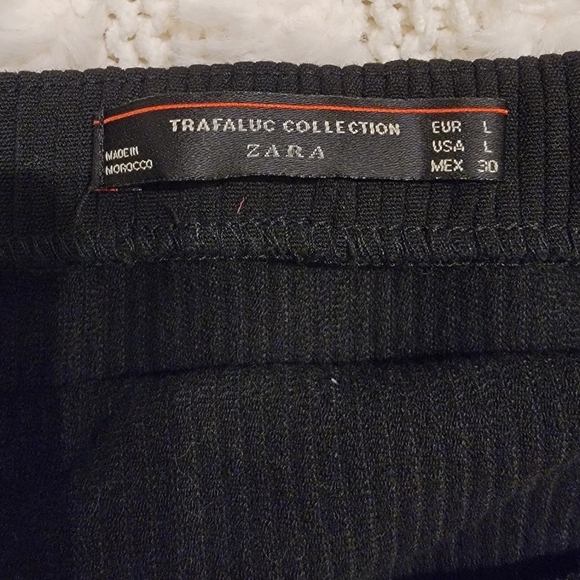 TRAFALUC COLLECTION
ZARA
MADE IN
MOROCCO
EUR L
USA L
MEX 30